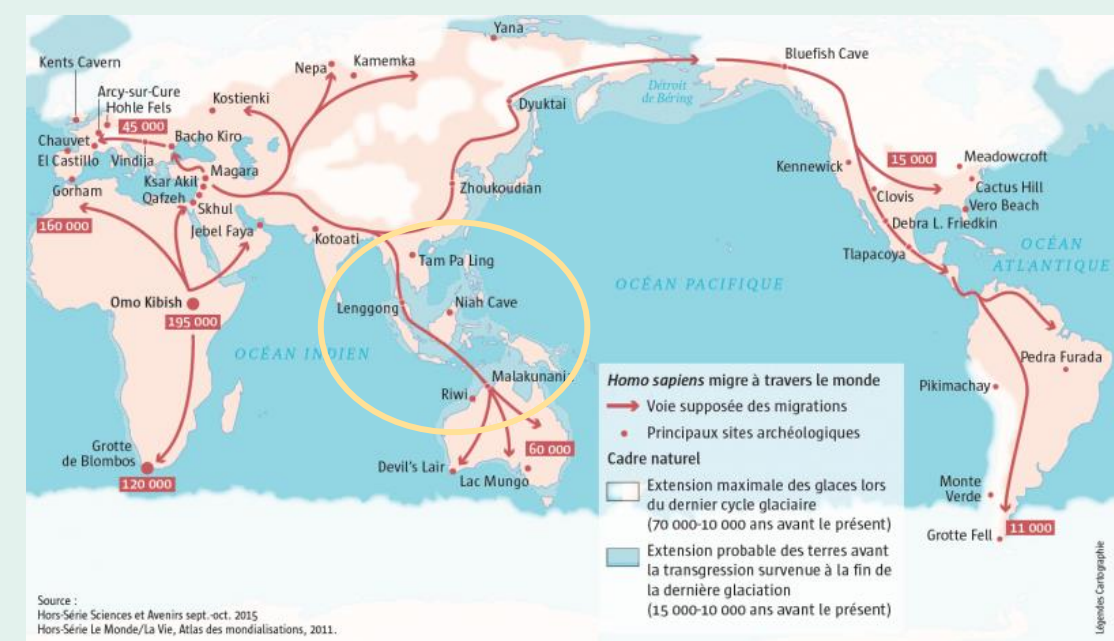 Yana
Kents Cavern
Nepa
Kamemka
Bluefish Cave
Arcy-sur-Cure
Hohle Fels
Kostienki
Détroit
de Béring
Dyuktai
45 000
Chauvet
Bacho Kiro
El Castillo
Vindija
Magara
Ksar Akil
Qafzeh
Skhul
Gorham
160 000
Jebel Faya
Kotoati
Zhoukoudian
Kennewick
15 000
Meadowcroft
Clovis
Cactus Hill
Vero Beach
Debra L. Friedkin
Tlapacoya
OCÉAN
ATLANTIQUE
Tam Pa Ling
OCÉAN PACIFIQUE
Omo Kibish
195 000
Lenggong
Niah Cave
OCÉAN INDIEN
Malakunanja
Riwi
60 000
Devil's Lair
Lac Mungo
Grotte
de Blombos
120 000
Pedra Furada
Pikimachay
Monte
Verde
Grotte Fell
11 000
Homo sapiens migre à travers le monde
Voie supposée des migrations
Principaux sites archéologiques
Cadre naturel
Extension maximale des glaces lors
du dernier cycle glaciaire
(70 000-10 000 ans avant le présent)
Extension probable des terres avant
la transgression survenue à la fin de
la dernière glaciation
(15 000-10 000 ans avant le présent)
Source :
Hors-Série Sciences et Avenirs sept.-oct. 2015
Hors-Série Le Monde/La Vie, Atlas des mondialisations, 2011.
Légendes Cartographie